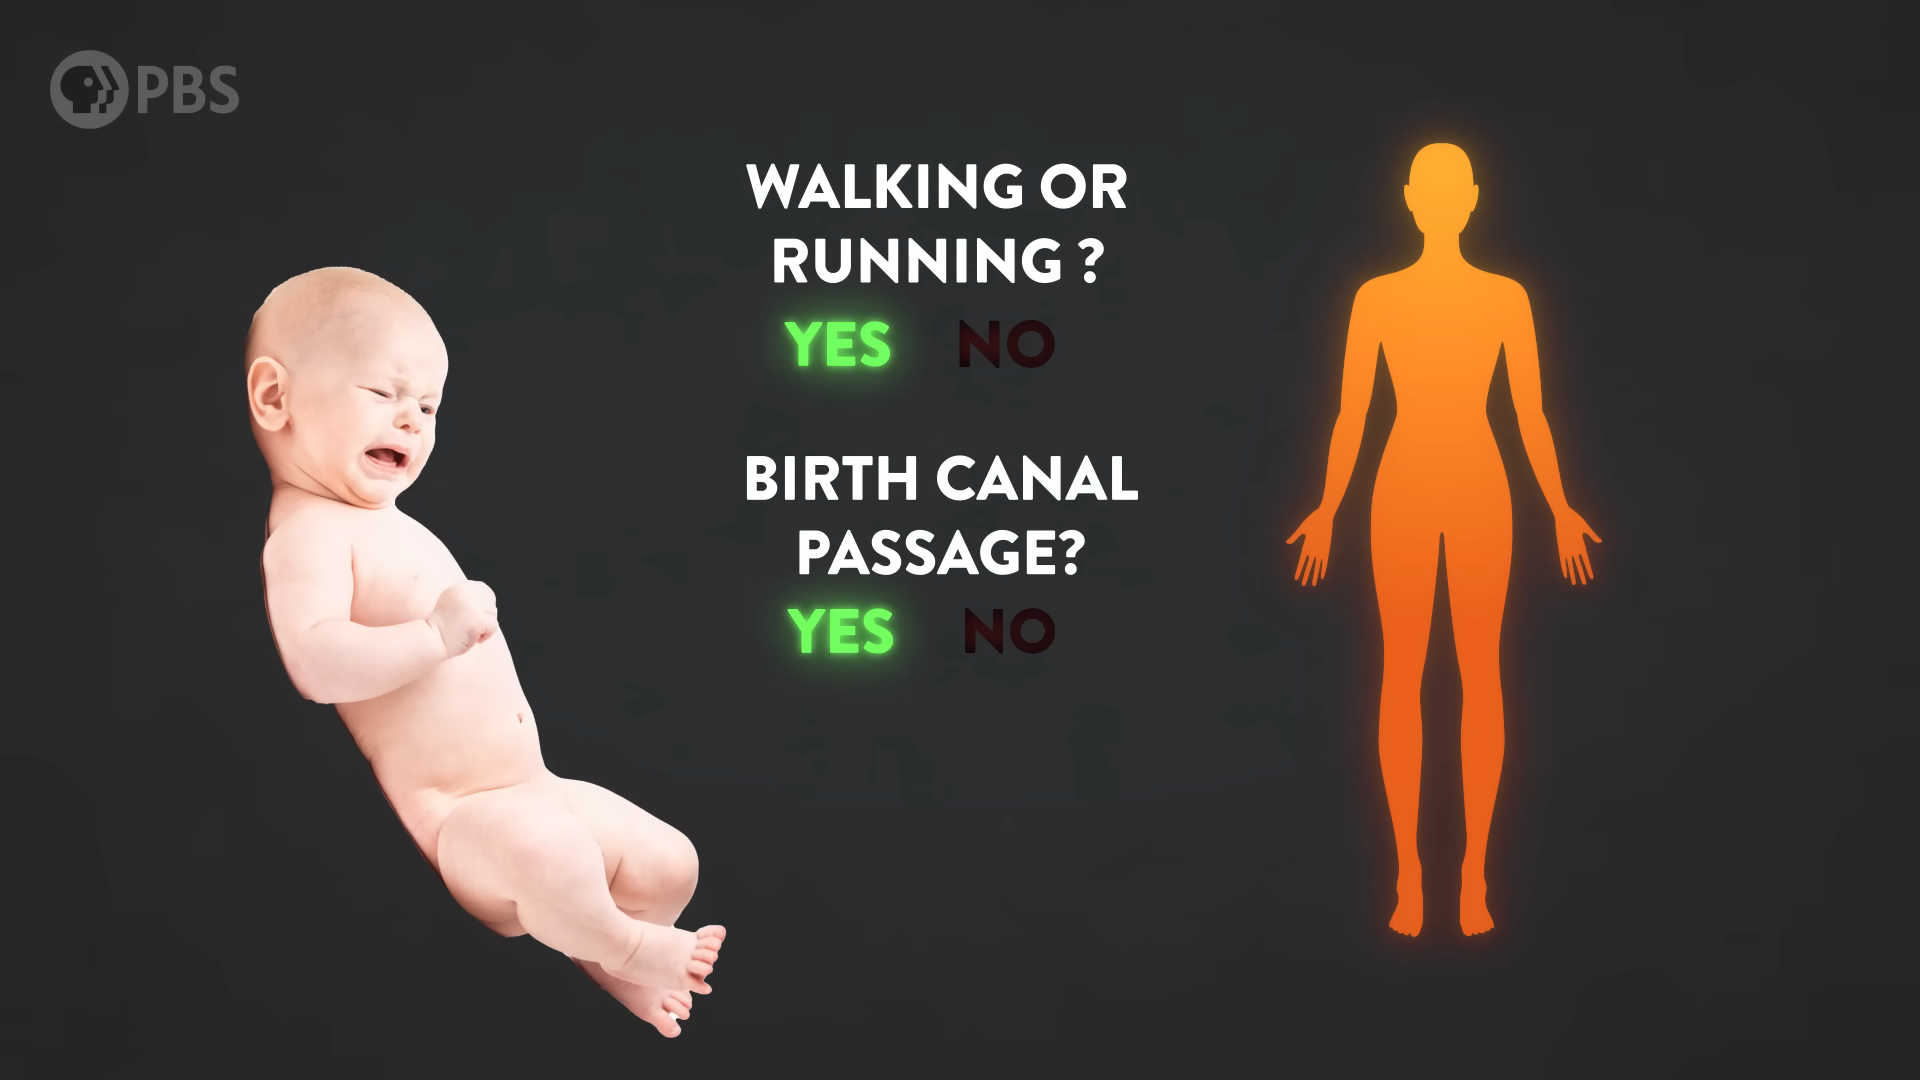 PBS
WALKING OR
RUNNING ?
YES NO
BIRTH CANAL
PASSAGE?
YES NO